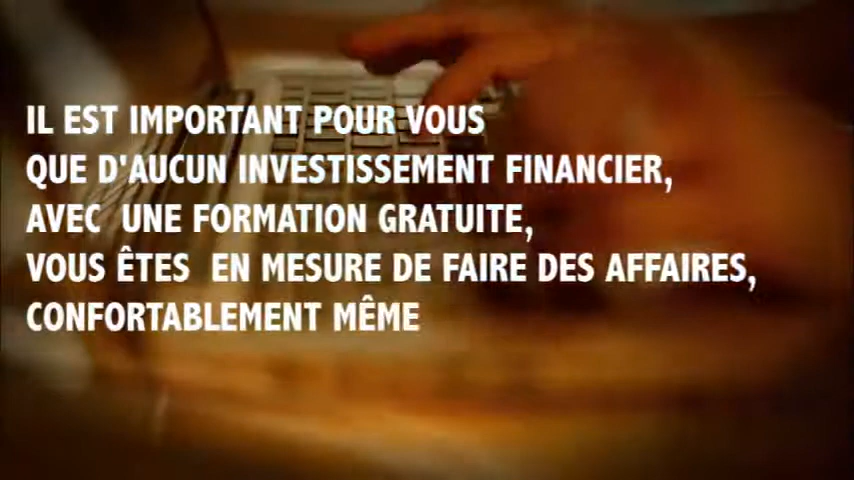 IL EST IMPORTANT POUR VOUS
QUE D'AUCUN INVESTISSEMENT FINANCIER,
AVEC UNE FORMATION GRATUITE,
VOUS ÊTES EN MESURE DE FAIRE DES AFFAIRES,
CONFORTABLEMENT MÊME